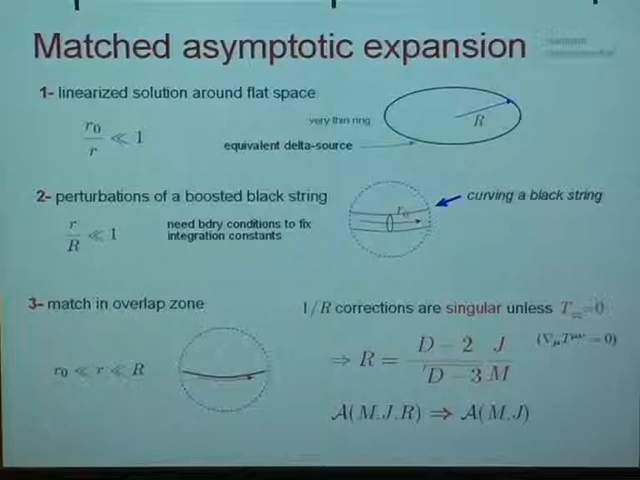 Matched asymptotic expansion
1- linearized solution around flat space
r₀/r ≪ 1
very thin ring
equivalent delta-source
R
2- perturbations of a boosted black string
r/R ≪ 1
need bdry conditions to fix
integration constants
r₀
curving a black string
3- match in overlap zone
r₀ ≪ r ≪ R
1/R corrections are singular unless T_zz=0
(∇_μT^μν = 0)
⇒ R = D − 2/D − 3 J/M
A(M,J,R) ⇒ A(M,J)